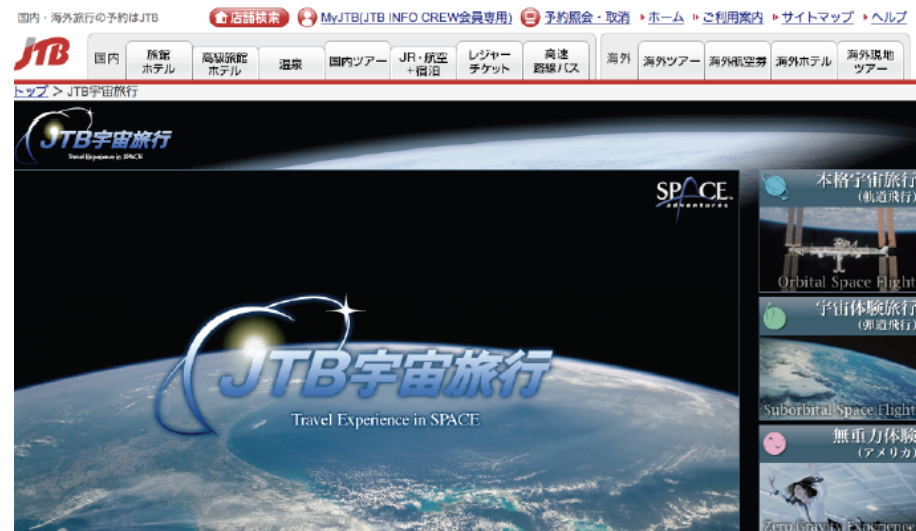 国内・海外旅行の予約はJTB
店舗検索
MyJTB(JTB INFO CREW会員専用)
予約照会・取消
ホーム
ご利用案内
サイトマップ
ヘルプ
JTB
国内
旅館
ホテル
高級旅館
ホテル
温泉
国内ツアー
JR・航空
+宿泊
レジャー
チケット
高速
路線バス
海外
海外ツアー
海外航空券
海外ホテル
海外現地
ツアー
トップ > JTB宇宙旅行
JTB宇宙旅行
Travel Experience in SPACE
SPACE
adventures
JTB宇宙旅行
Travel Experience in SPACE
本格宇宙旅行
(軌道飛行)
Orbital Space Flight
宇宙体験旅行
(弾道飛行)
Suborbital Space Flight
無重力体験
(アメリカ)
Zero Gravity Experience